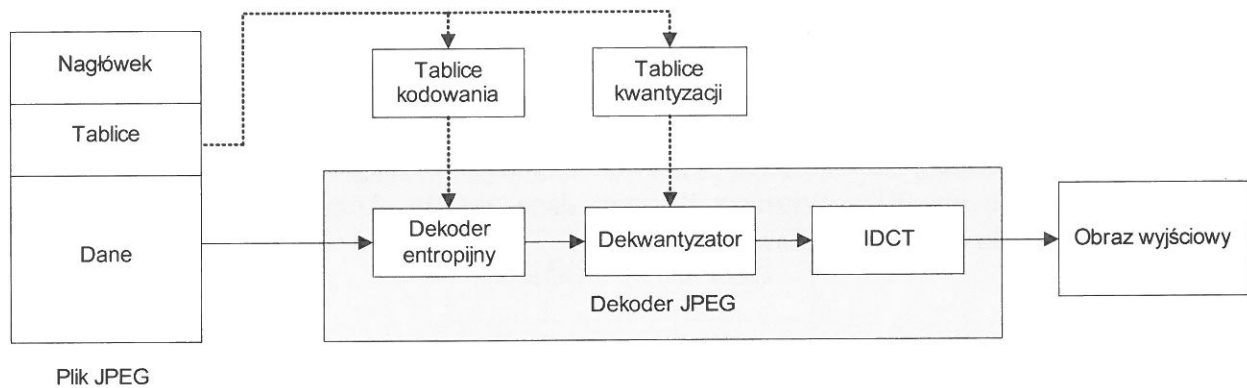 Nagłówek
Tablice
Dane
Plik JPEG
Tablice
kodowania
Tablice
kwantyzacji
Dekoder
entropijny
Dekwantyzator
IDCT
Dekoder JPEG
Obraz wyjściowy